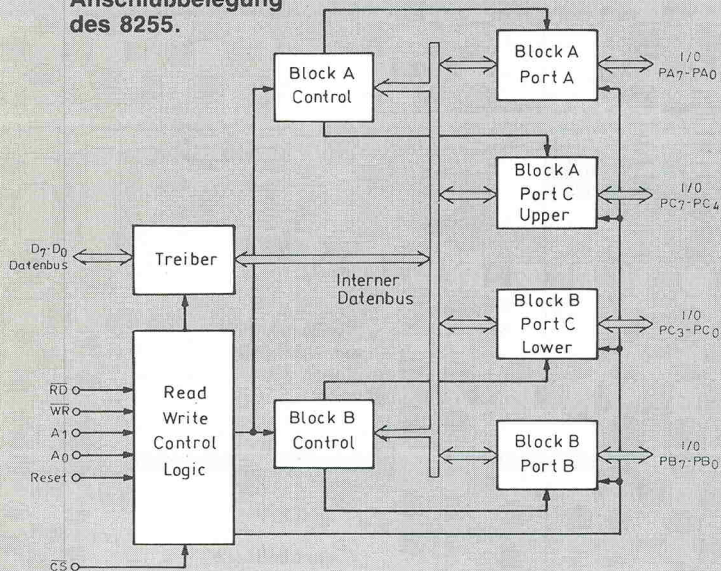 Anschlußbelegung
des 8255.
Block A
Control
Block A
Port A
I/O
PA7-PA0
Block A
Port C
Upper
I/O
PC7-PC4
D7-D0
Datenbus
Treiber
Interner
Datenbus
Block B
Port C
Lower
I/O
PC3-PC0
RD
WR
A1
A0
Reset
CS
Read
Write
Control
Logic
Block B
Control
Block B
Port B
I/O
PB7-PB0